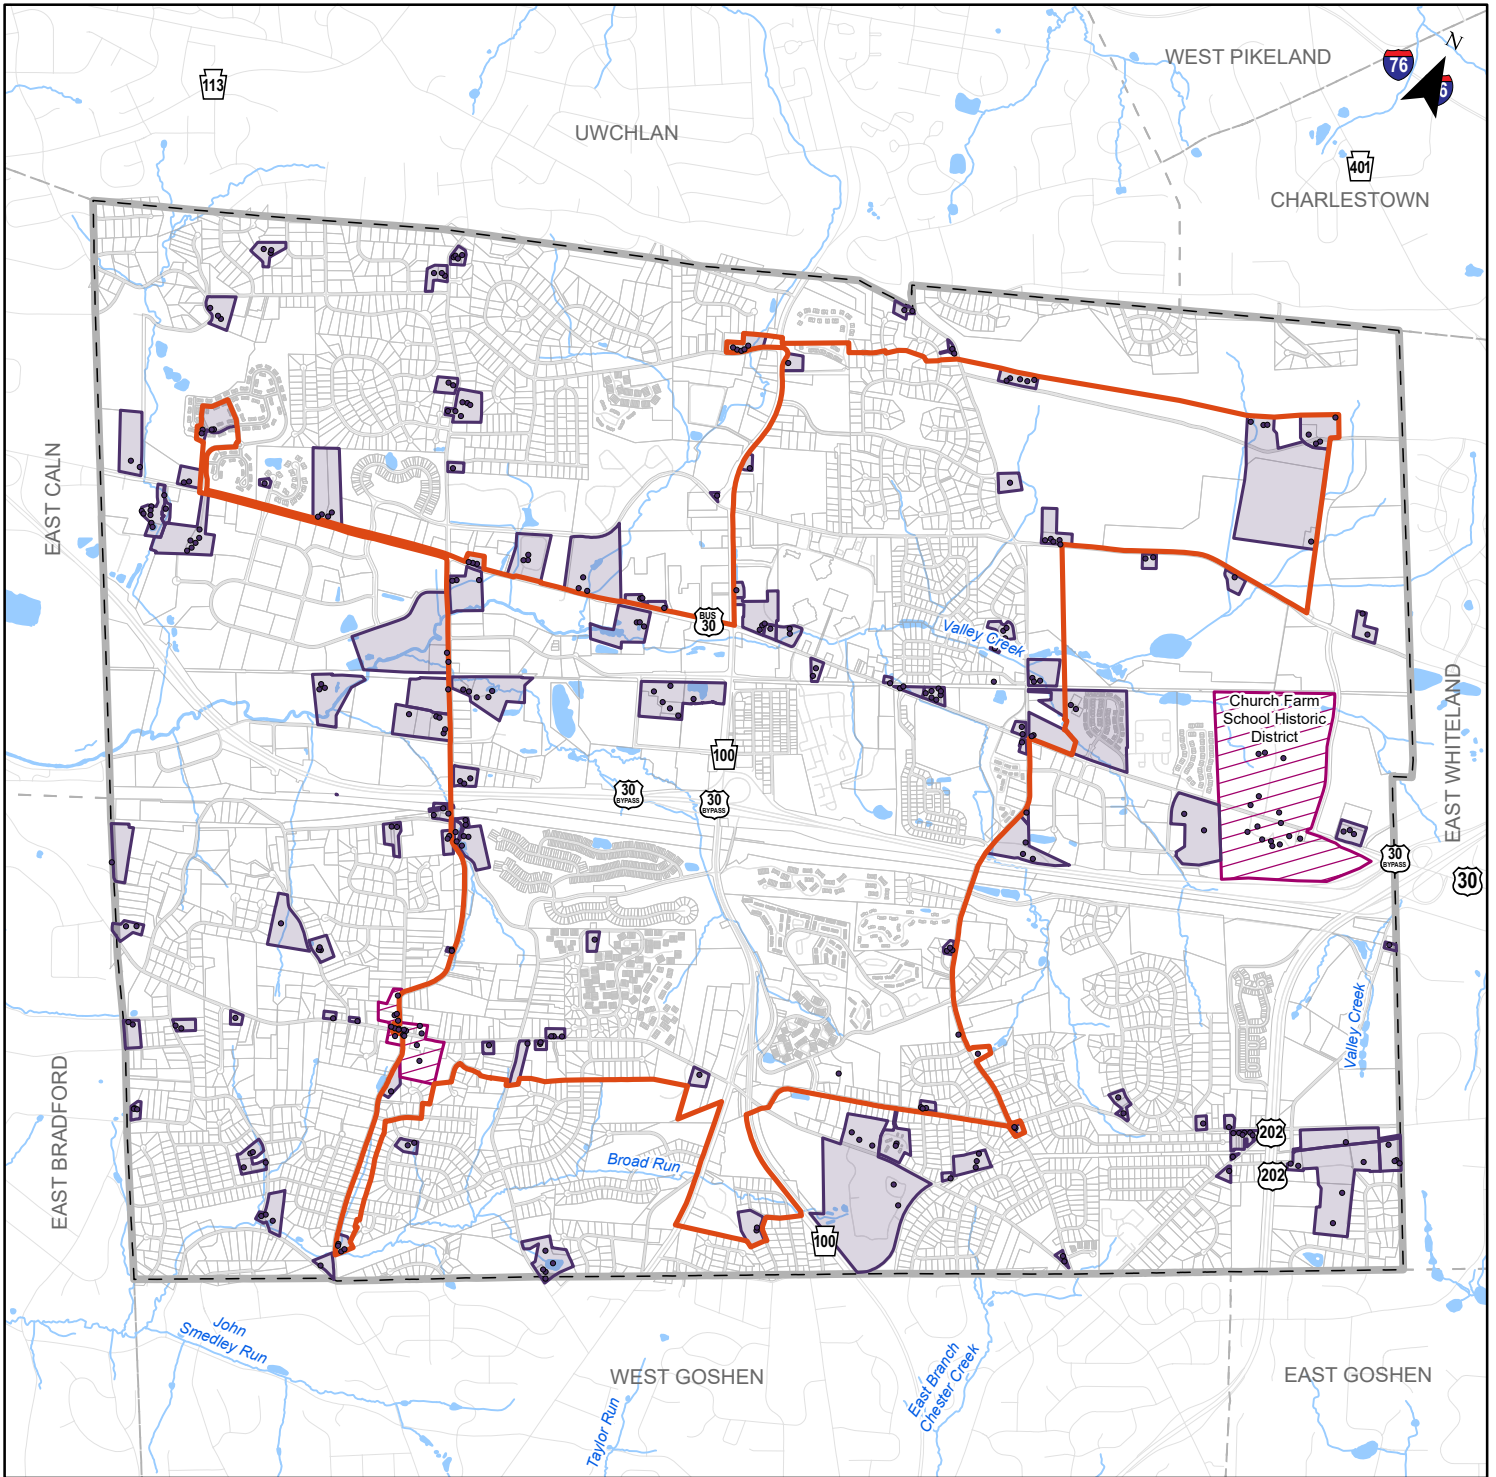 N
WEST PIKELAND
76
6
113
UWCHLAN
401
CHARLESTOWN
EAST CALN
BUS
30
Valley Creek
EAST WHITELAND
Church Farm
School Historic
District
100
30
BYPASS
30
BYPASS
30
BYPASS
30
Valley Creek
EAST BRADFORD
202
Broad Run
202
100
John
Smedley Run
WEST GOSHEN
East Branch
Chester Creek
EAST GOSHEN
Taylor Run